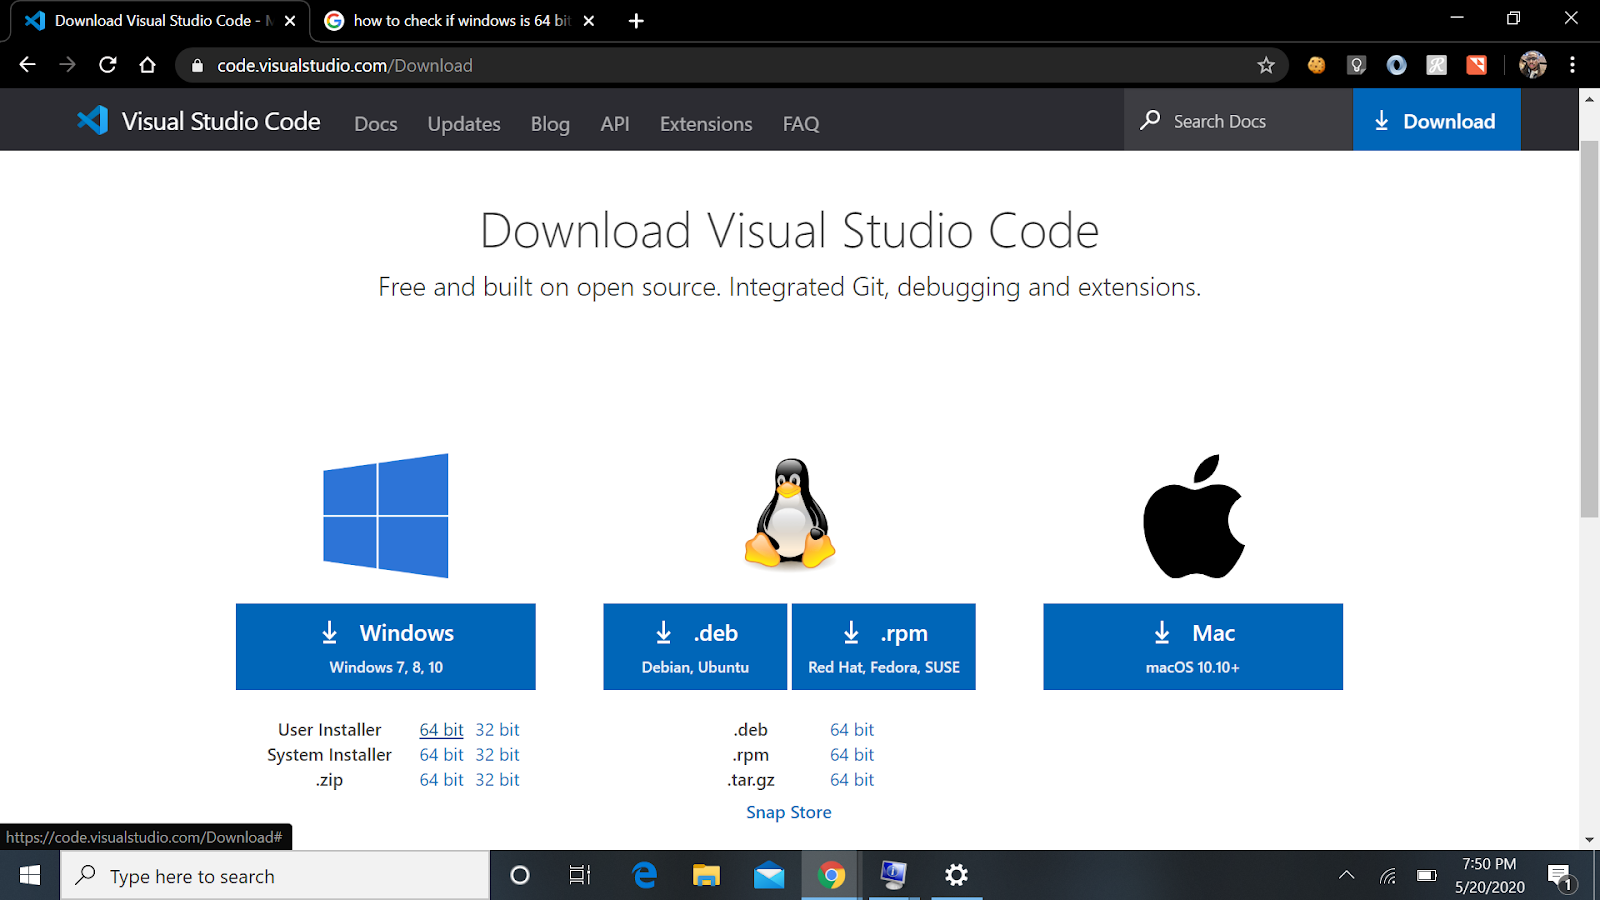 Download Visual Studio Code -
how to check if windows is 64 bit
code.visualstudio.com/Download
Visual Studio Code
Docs
Updates
Blog
API
Extensions
FAQ
Search Docs
Download
Download Visual Studio Code
Free and built on open source. Integrated Git, debugging and extensions.
Windows
Windows 7, 8, 10
.deb
Debian, Ubuntu
.rpm
Red Hat, Fedora, SUSE
Mac
macOS 10.10+
User Installer 64 bit 32 bit
System Installer 64 bit 32 bit
.zip 64 bit 32 bit
.deb 64 bit
.rpm 64 bit
.tar.gz 64 bit
Snap Store
https://code.visualstudio.com/Download#
Type here to search
7:50 PM
5/20/2020
1